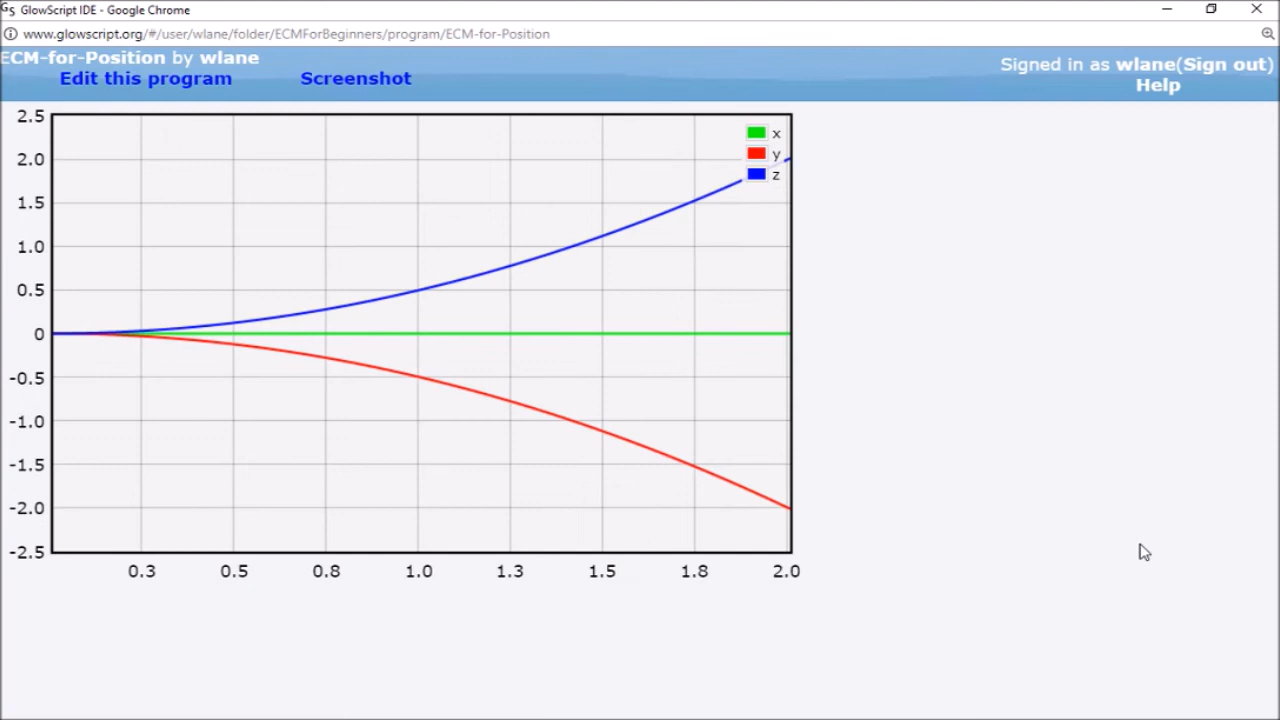 GS GlowScript IDE - Google Chrome
www.glowscript.org/#/user/wlane/folder/ECMForBeginners/program/ECM-for-Position
ECM-for-Position by wlane
Signed in as wlane(Sign out)
Edit this program Screenshot
Help
2.5
x
2.0
y
z
1.5
1.0
0.5
0
-0.5
-1.0
-1.5
-2.0
-2.5
0.3 0.5 0.8 1.0 1.3 1.5 1.8 2.0